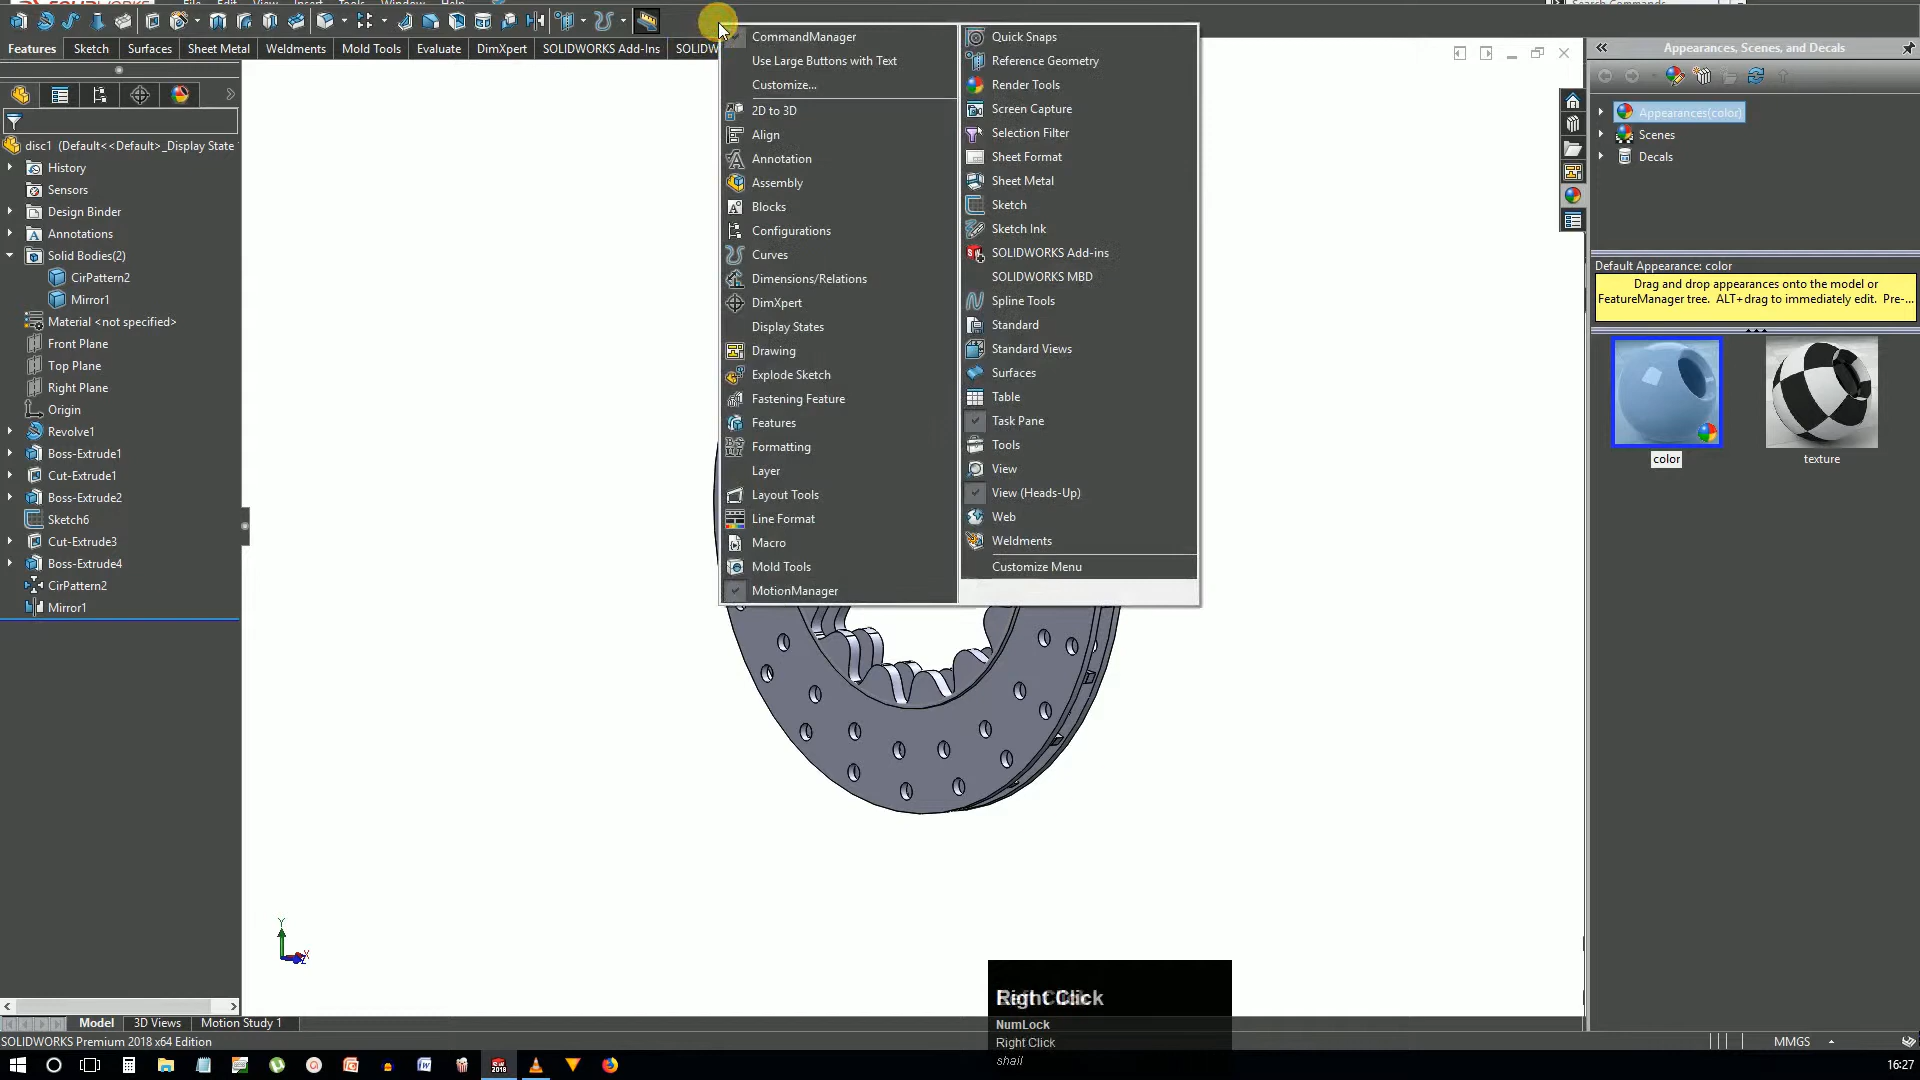 Features Sketch Surfaces Sheet Metal Weldments Mold Tools Evaluate DimXpert SOLIDWORKS Add-Ins SOLIDW
disc1 (Default<<Default>_Display State
History
Sensors
Design Binder
Annotations
Solid Bodies(2)
CirPattern2
Mirror1
Material <not specified>
Front Plane
Top Plane
Right Plane
Origin
Revolve1
Boss-Extrude1
Cut-Extrude1
Boss-Extrude2
Sketch6
Cut-Extrude3
Boss-Extrude4
CirPattern2
Mirror1
CommandManager
Use Large Buttons with Text
Customize...
2D to 3D
Align
Annotation
Assembly
Blocks
Configurations
Curves
Dimensions/Relations
DimXpert
Display States
Drawing
Explode Sketch
Fastening Feature
Features
Formatting
Layer
Layout Tools
Line Format
Macro
Mold Tools
MotionManager
Quick Snaps
Reference Geometry
Render Tools
Screen Capture
Selection Filter
Sheet Format
Sheet Metal
Sketch
Sketch Ink
SOLIDWORKS Add-ins
SOLIDWORKS MBD
Spline Tools
Standard
Standard Views
Surfaces
Table
Task Pane
Tools
View
View (Heads-Up)
Web
Weldments
Customize Menu
Appearances, Scenes, and Decals
Appearances(color)
Scenes
Decals
Default Appearance: color
Drag and drop appearances onto the model or
FeatureManager tree. ALT+drag to immediately edit. Pre-...
color texture
Y
X
Z
Right Click
NumLock
Right Click
shail
Model 3D Views Motion Study 1
SOLIDWORKS Premium 2018 x64 Edition
MMGS
16:27